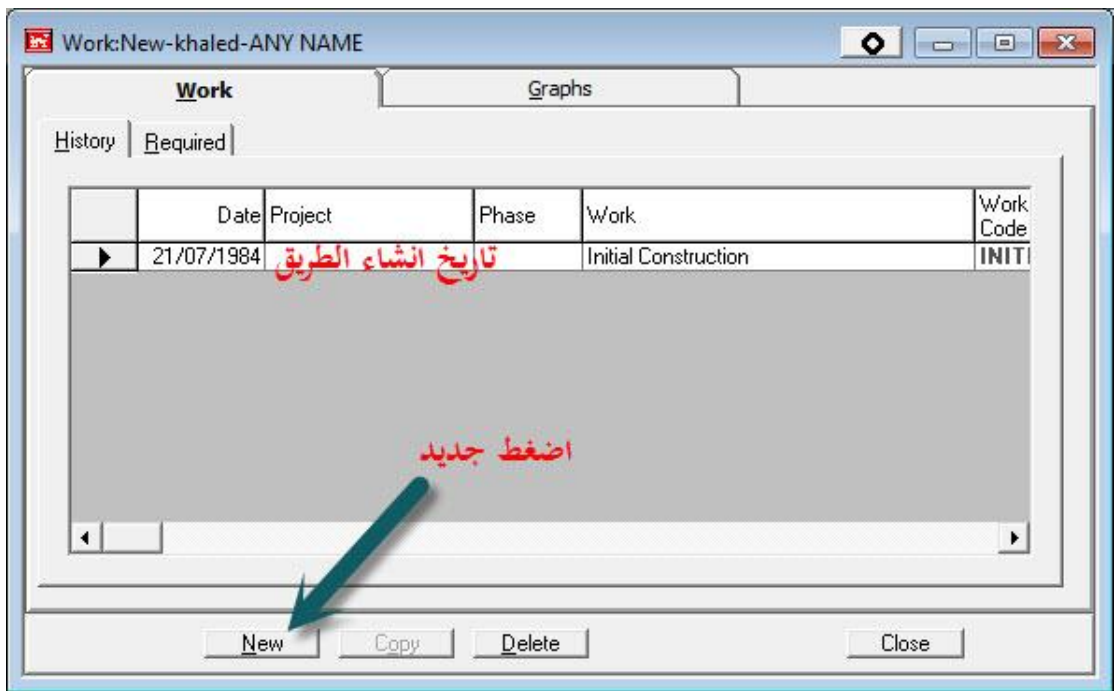 Work:New-khaled-ANY NAME
Work Graphs
History Required
Date Project Phase Work Work Code
21/07/1984 تاريخ انشاء الطريق Initial Construction INITI
اضغط جديد
New Copy Delete Close